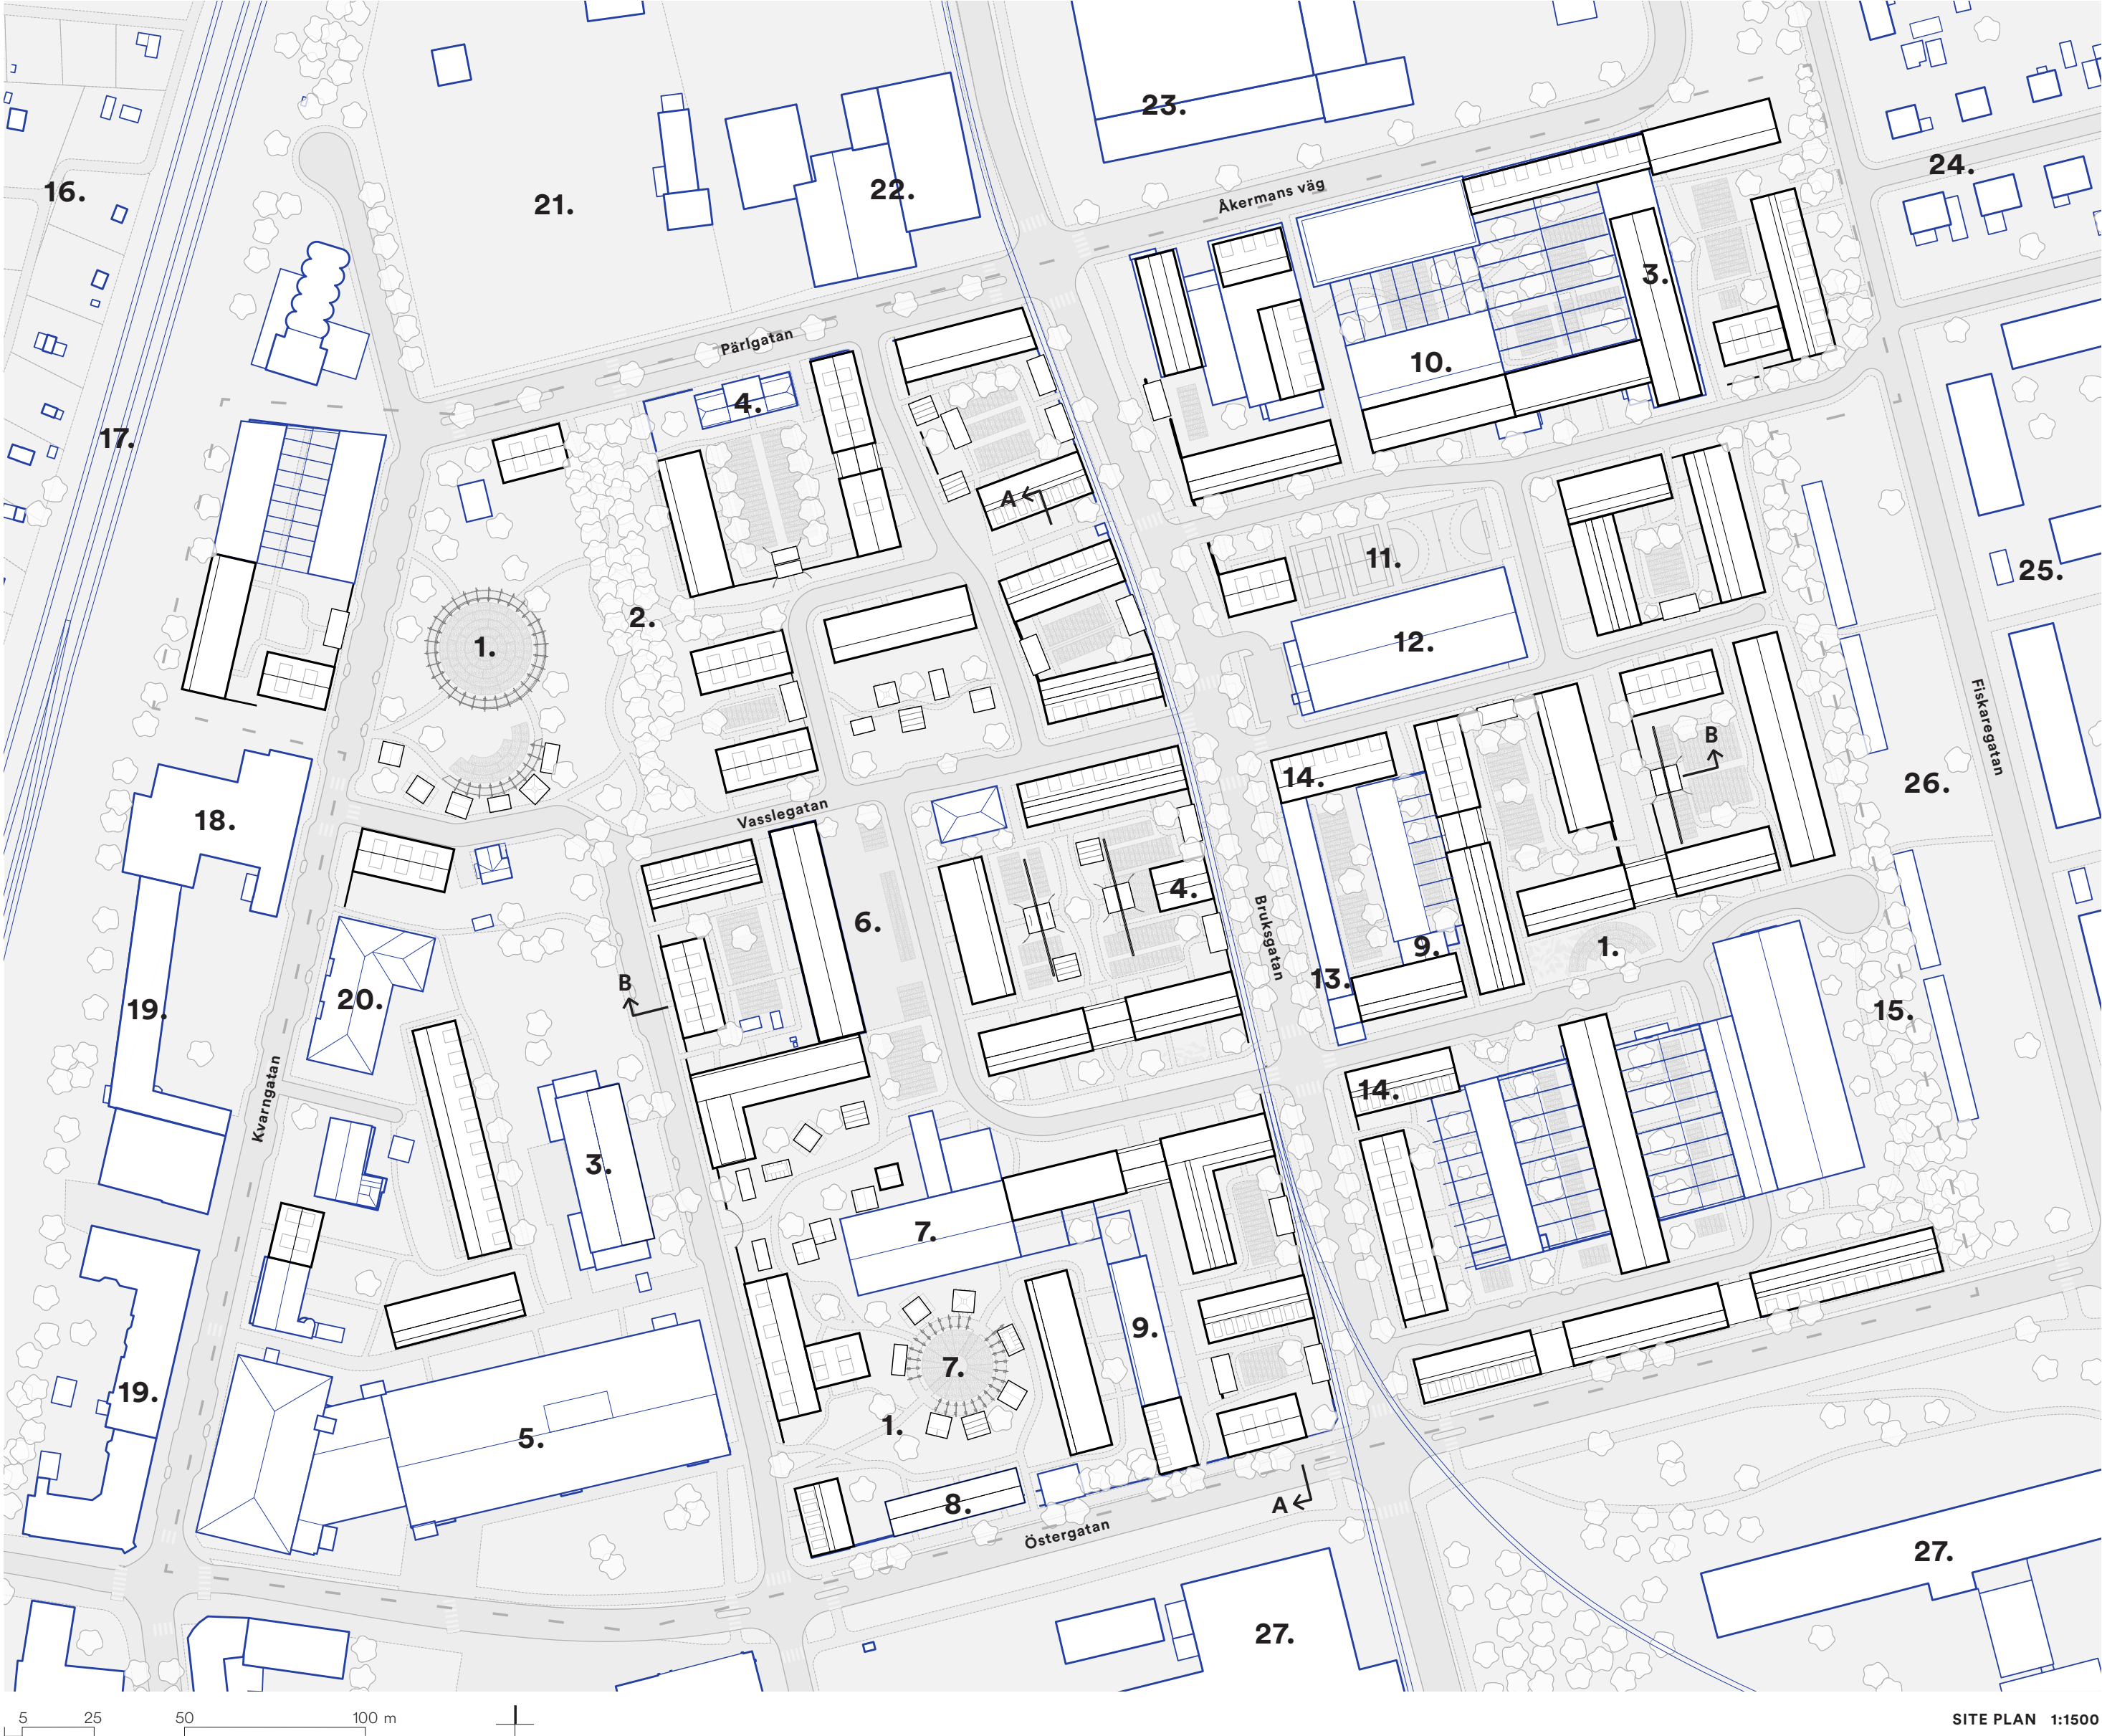 23.
24.
16.
22.
Åkermans väg
21.
3.
Pärlgatan
10.
4.
17.
A
11.
25.
2.
12.
1.
Fiskaregatan
B
14.
26.
Vasslegatan
18.
4.
6.
Bruksgatan
9.
1.
13.
B
20.
19.
15.
14.
Kvarngatan
3.
7.
9.
7.
19.
1.
5.
8.
A
Östergatan
27.
27.
5 25 50 100 m
SITE PLAN 1:1500